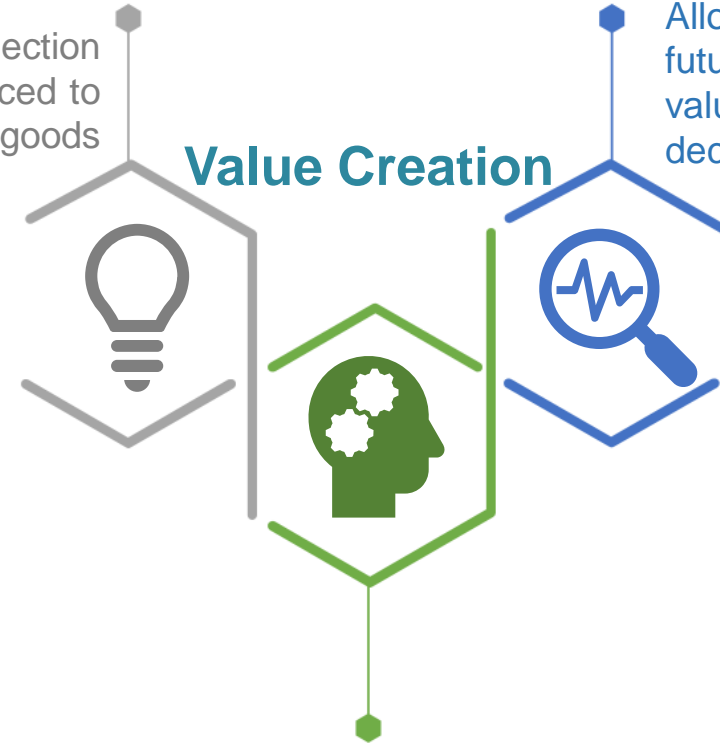 ection
ced to
goods
Value Creation
Allo
futu
valu
dec